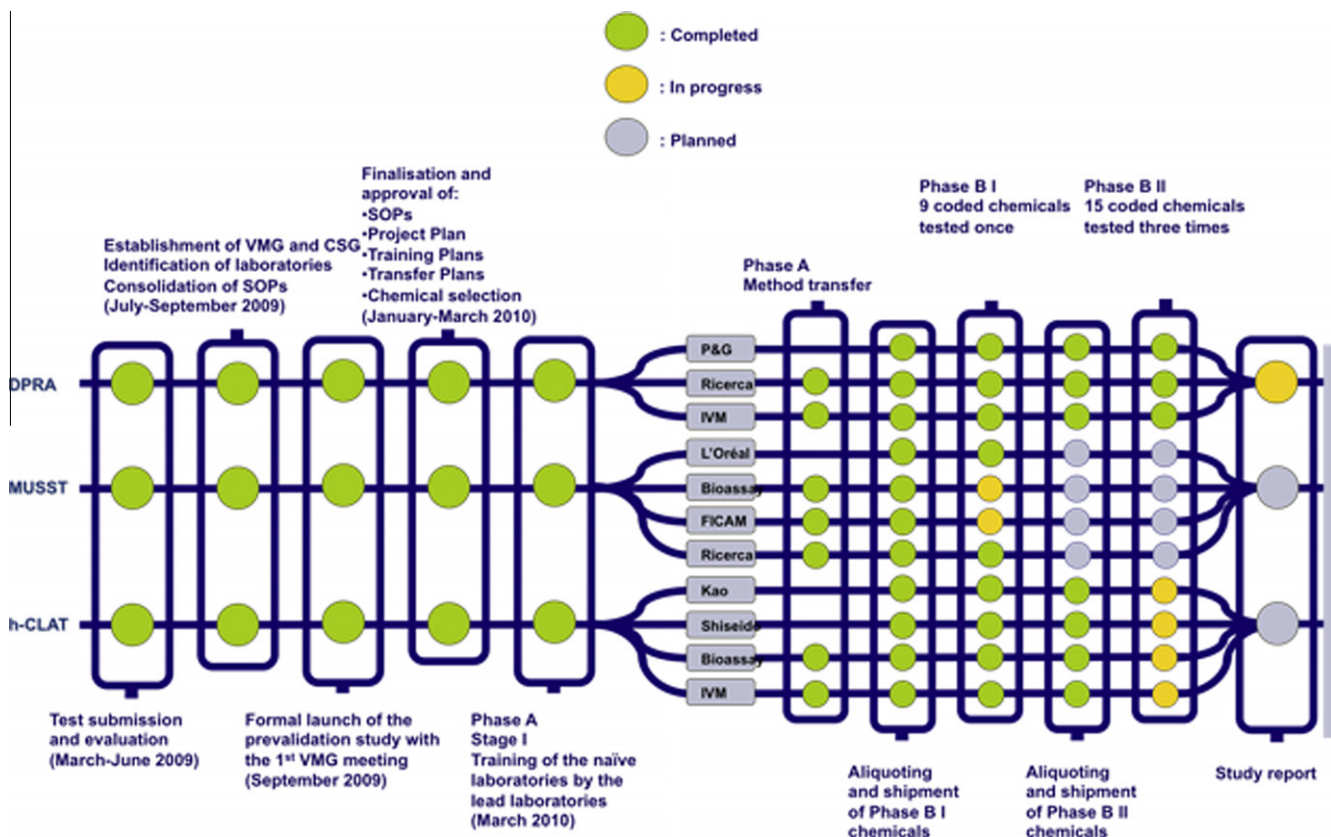 : Completed
: In progress
: Planned
Finalisation and
approval of:
•SOPs
•Project Plan
•Training Plans
•Transfer Plans
•Chemical selection
(January-March 2010)
Establishment of VMG and CSG
Identification of laboratories
Consolidation of SOPs
(July-September 2009)
Phase B I
9 coded chemicals
tested once
Phase B II
15 coded chemicals
tested three times
Phase A
Method transfer
DPRA
MUSST
h-CLAT
P&G
Ricerca
IVM
L'Oréal
Bioassay
FICAM
Ricerca
Kao
Shiseido
Bioassay
IVM
Test submission
and evaluation
(March-June 2009)
Formal launch of the
prevalidation study with
the 1st VMG meeting
(September 2009)
Phase A
Stage I
Training of the naïve
laboratories by the
lead laboratories
(March 2010)
Aliquoting
and shipment
of Phase B I
chemicals
Aliquoting
and shipment
of Phase B II
chemicals
Study report